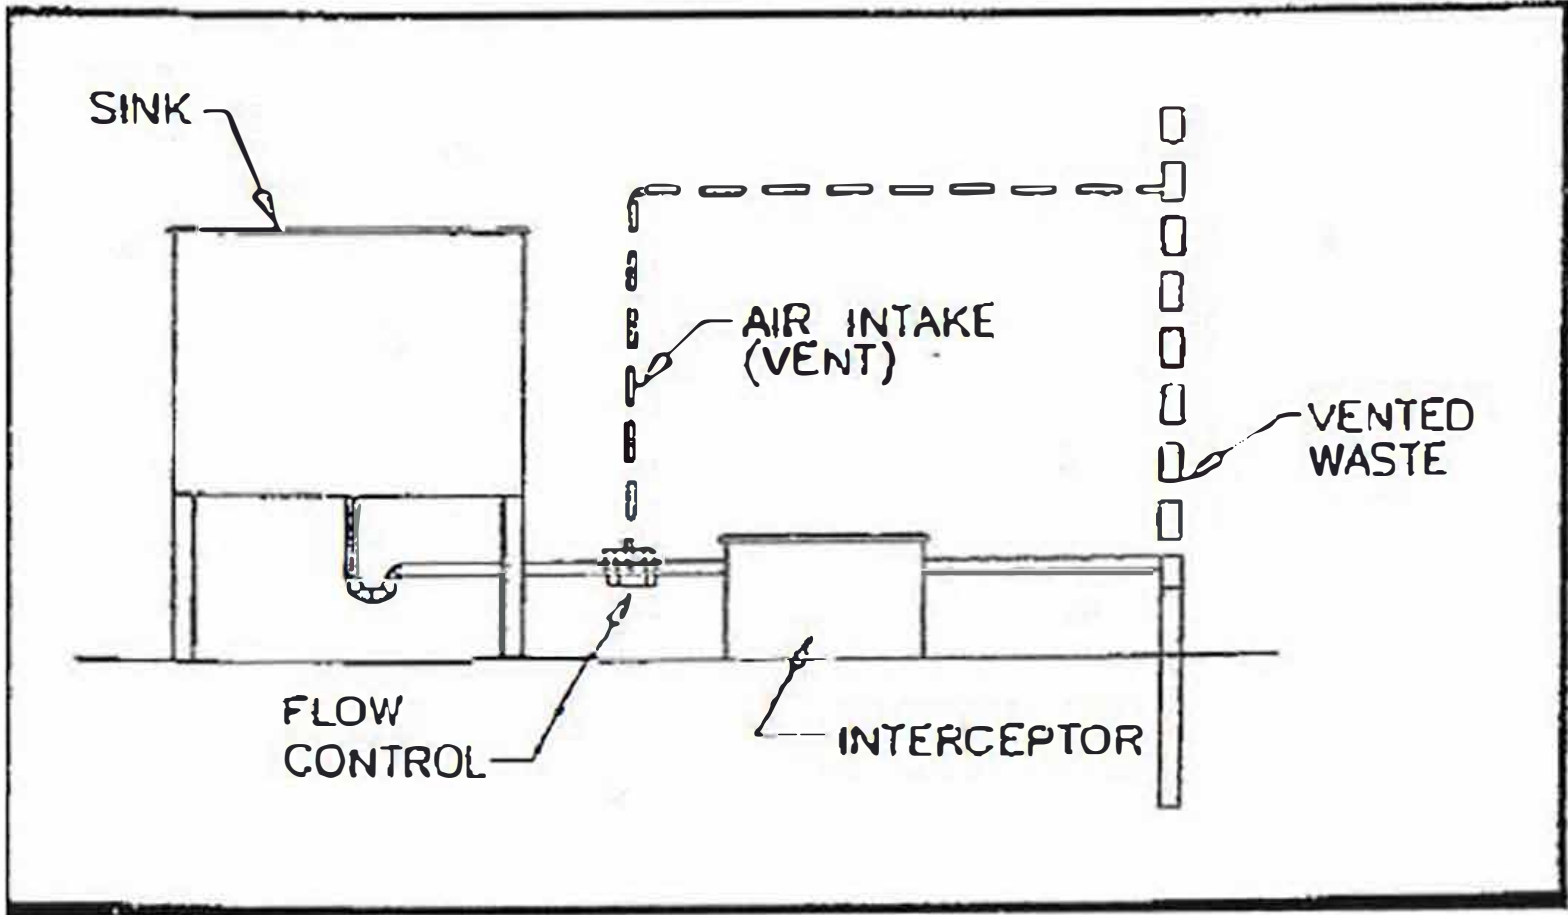 SINK
AIR INTAKE
(VENT)
VENTED
WASTE
FLOW
CONTROL
INTERCEPTOR